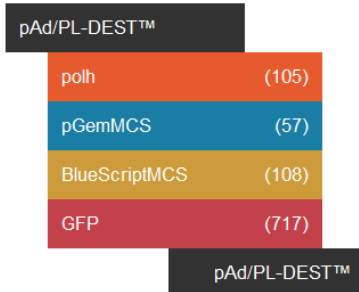 pAd/PL-DEST™
polh (105)
pGemMCS (57)
BlueScriptMCS (108)
GFP (717)
pAd/PL-DEST™